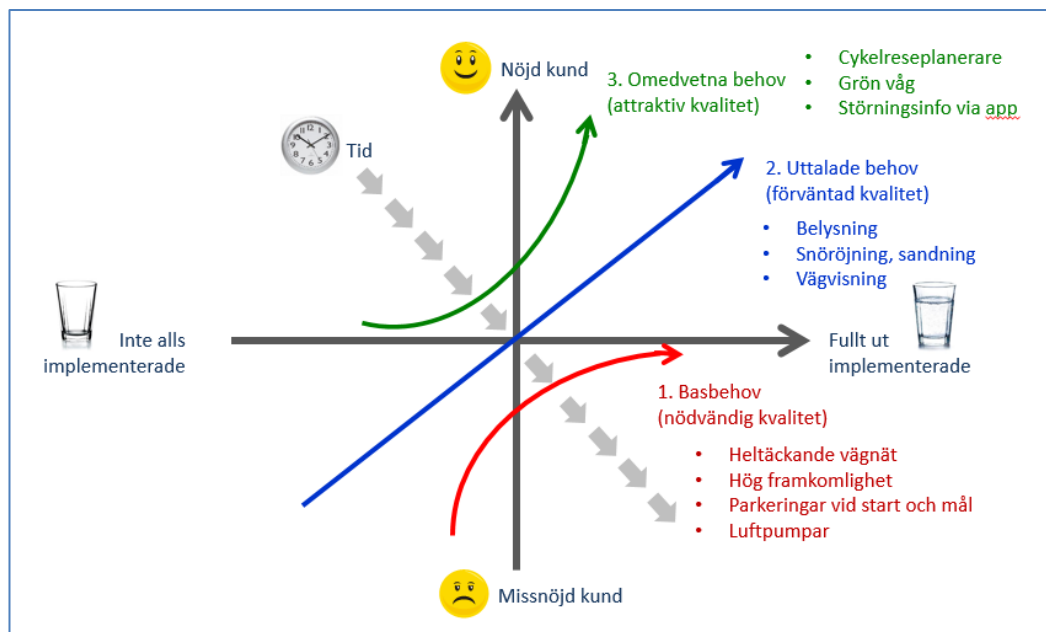 Nöjd kund
3. Omedvetna behov
(attraktiv kvalitet)
• Cykelreseplanerare
• Grön våg
• Störningsinfo via app
Tid
2. Uttalade behov
(förväntad kvalitet)
• Belysning
• Snöröjning, sandning
• Vägvisning
Inte alls
implementerade
Fullt ut
implementerade
1. Basbehov
(nödvändig kvalitet)
• Heltäckande vägnät
• Hög framkomlighet
• Parkeringar vid start och mål
• Luftpumpar
Missnöjd kund